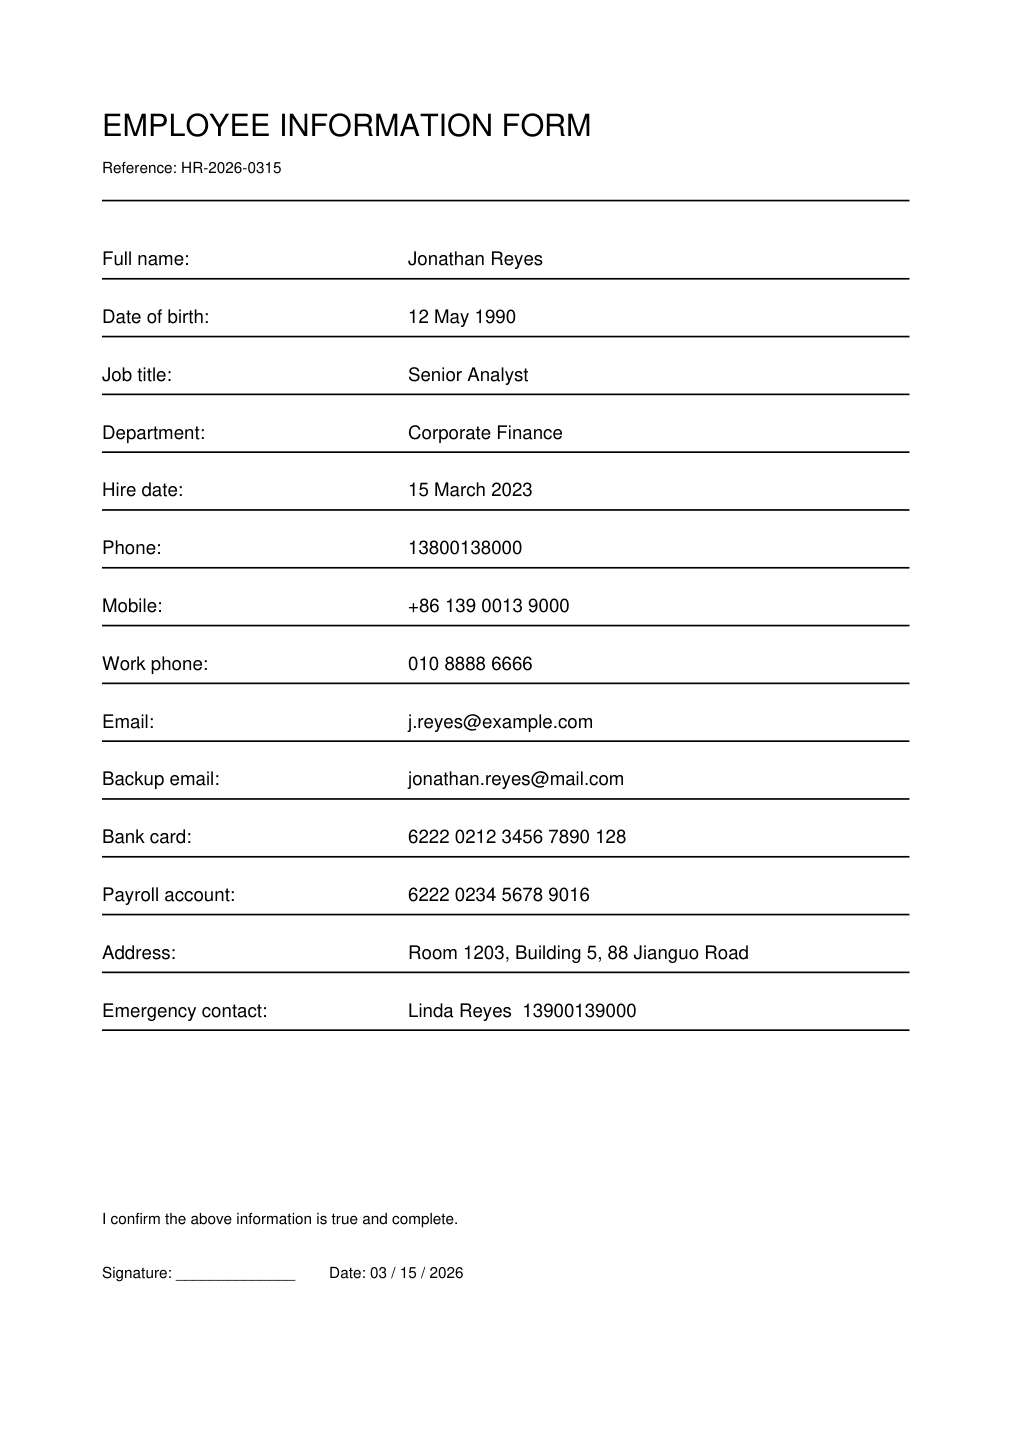 EMPLOYEE INFORMATION FORM
Reference: HR-2026-0315
Full name: Jonathan Reyes
Date of birth: 12 May 1990
Job title: Senior Analyst
Department: Corporate Finance
Hire date: 15 March 2023
Phone: 13800138000
Mobile: +86 139 0013 9000
Work phone: 010 8888 6666
Email: j.reyes@example.com
Backup email: jonathan.reyes@mail.com
Bank card: 6222 0212 3456 7890 128
Payroll account: 6222 0234 5678 9016
Address: Room 1203, Building 5, 88 Jianguo Road
Emergency contact: Linda Reyes  13900139000
I confirm the above information is true and complete.
Signature: ______________ Date: 03 / 15 / 2026